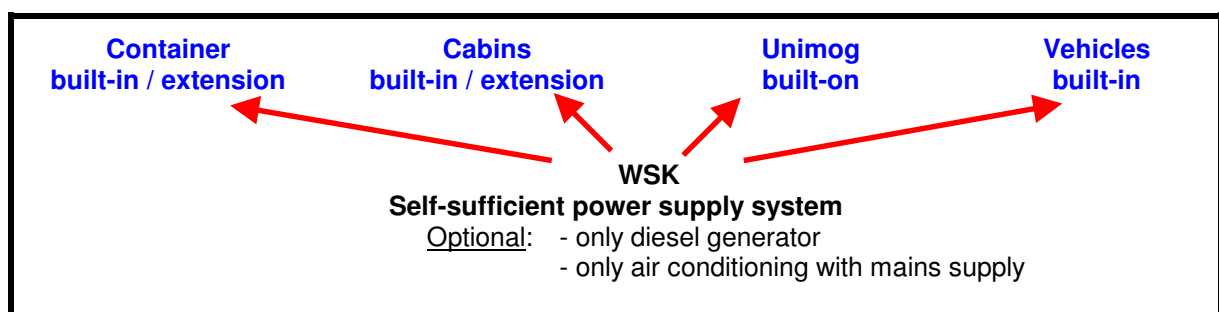 Container
built-in / extension
Cabins
built-in / extension
Unimog
built-on
Vehicles
built-in
WSK
Self-sufficient power supply system
Optional: - only diesel generator
- only air conditioning with mains supply